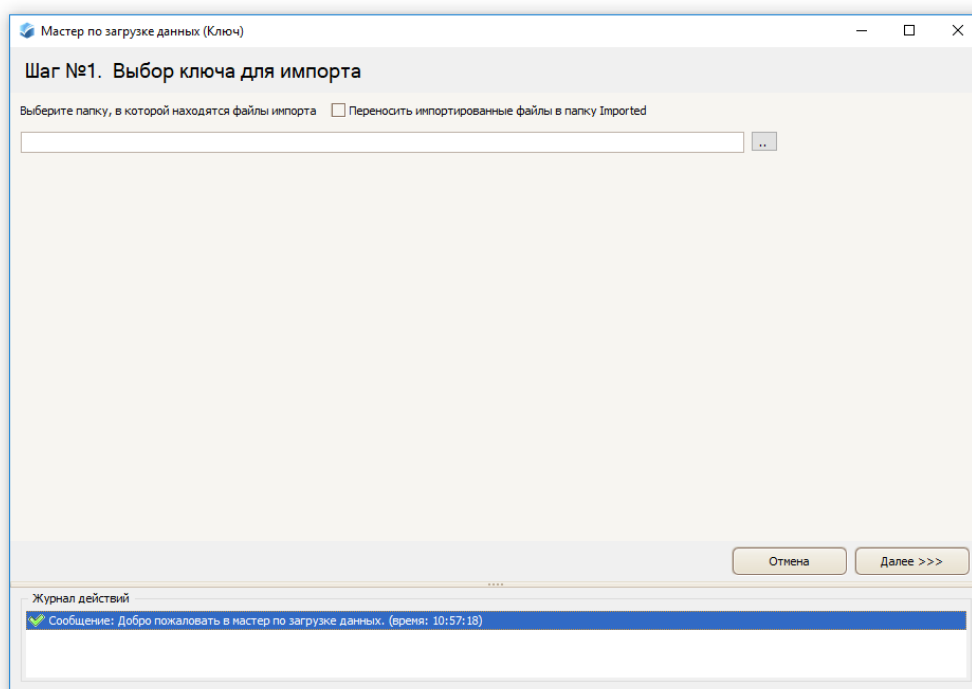 Мастер по загрузке данных (Ключ)
Шаг №1. Выбор ключа для импорта
Выберите папку, в которой находятся файлы импорта Переносить импортированные файлы в папку Imported
..
Отмена Далее >>>
Журнал действий
Сообщение: Добро пожаловать в мастер по загрузке данных. (время: 10:57:18)